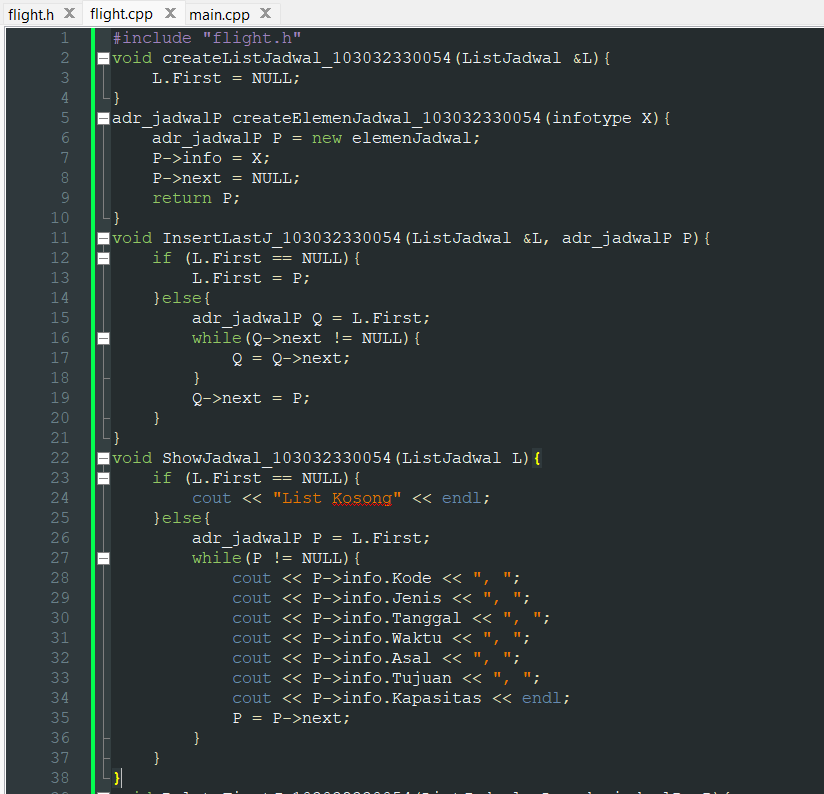 flight.h X flight.cpp X main.cpp X
1 #include "flight.h"
2 void createListJadwal_103032330054(ListJadwal &L){
3 L.First = NULL;
4 }
5 adr_jadwalP createElemenJadwal_103032330054(infotype X){
6 adr_jadwalP P = new elemenJadwal;
7 P->info = X;
8 P->next = NULL;
9 return P;
10 }
11 void InsertLastJ_103032330054(ListJadwal &L, adr_jadwalP P){
12 if (L.First == NULL){
13 L.First = P;
14 }else{
15 adr_jadwalP Q = L.First;
16 while(Q->next != NULL){
17 Q = Q->next;
18 }
19 Q->next = P;
20 }
21 }
22 void ShowJadwal_103032330054(ListJadwal L){
23 if (L.First == NULL){
24 cout << "List Kosong" << endl;
25 }else{
26 adr_jadwalP P = L.First;
27 while(P != NULL){
28 cout << P->info.Kode << ", ";
29 cout << P->info.Jenis << ", ";
30 cout << P->info.Tanggal << ", ";
31 cout << P->info.Waktu << ", ";
32 cout << P->info.Asal << ", ";
33 cout << P->info.Tujuan << ", ";
34 cout << P->info.Kapasitas << endl;
35 P = P->next;
36 }
37 }
38 }